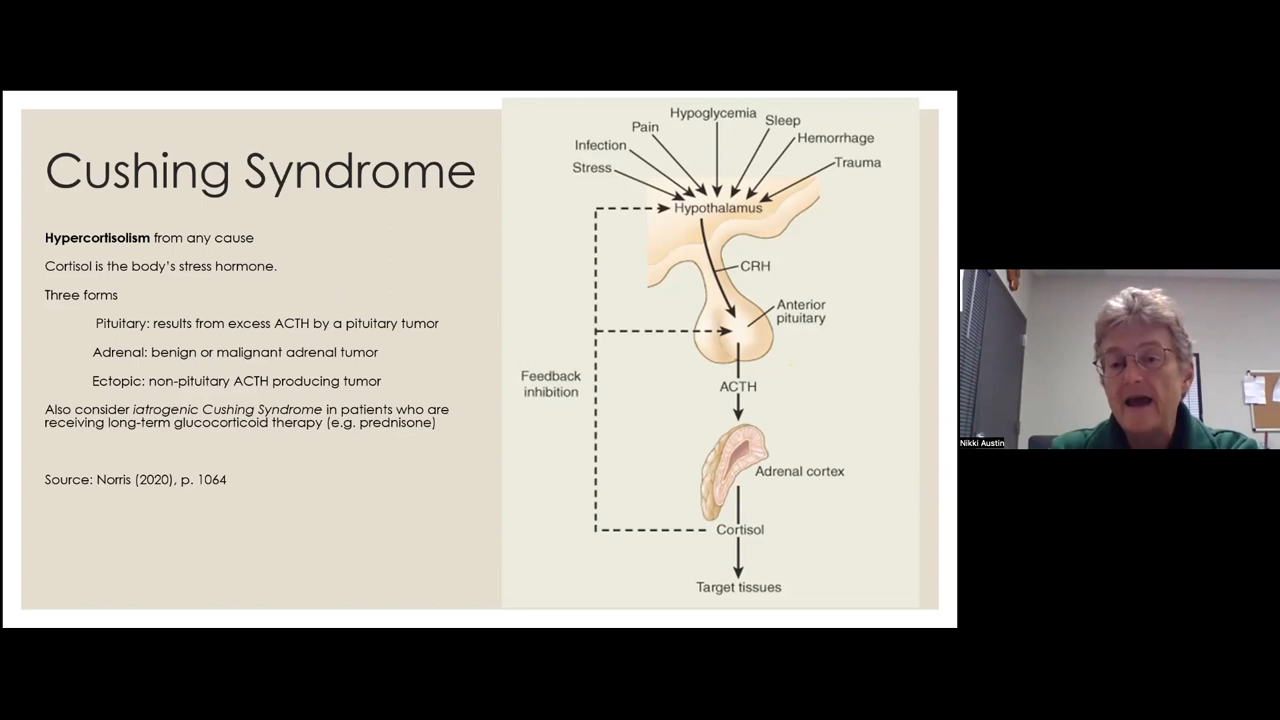 Cushing Syndrome
Hypercortisolism from any cause
Cortisol is the body's stress hormone.
Three forms
Pituitary: results from excess ACTH by a pituitary tumor
Adrenal: benign or malignant adrenal tumor
Ectopic: non-pituitary ACTH producing tumor
Also consider iatrogenic Cushing Syndrome in patients who are
receiving long-term glucocorticoid therapy (e.g. prednisone)
Source: Norris (2020), p. 1064
Hypoglycemia
Pain
Sleep
Infection
Hemorrhage
Stress
Trauma
Hypothalamus
CRH
Anterior
pituitary
Feedback
inhibition
ACTH
Adrenal cortex
Cortisol
Target tissues
Nikki Austin